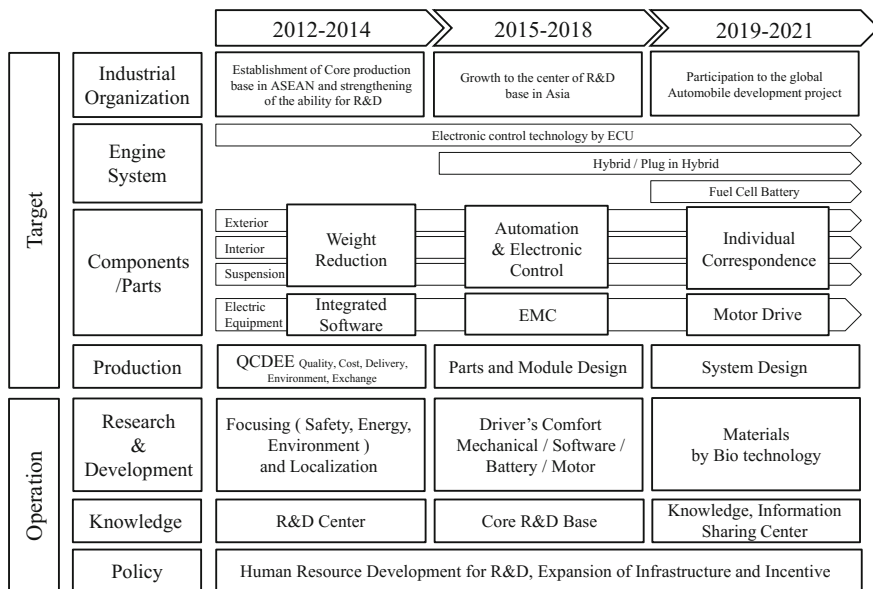 2012-2014
2015-2018
2019-2021
Target
Industrial
Organization
Establishment of Core production
base in ASEAN and strengthening
of the ability for R&D
Growth to the center of R&D
base in Asia
Participation to the global
Automobile development project
Engine
System
Electronic control technology by ECU
Hybrid / Plug in Hybrid
Fuel Cell Battery
Components
/Parts
Exterior
Interior
Suspension
Weight
Reduction
Automation
& Electronic
Control
Individual
Correspondence
Electric
Equipment
Integrated
Software
EMC
Motor Drive
Production
QCDEE Quality, Cost, Delivery,
Environment, Exchange
Parts and Module Design
System Design
Operation
Research
&
Development
Focusing ( Safety, Energy,
Environment )
and Localization
Driver's Comfort
Mechanical / Software /
Battery / Motor
Materials
by Bio technology
Knowledge
R&D Center
Core R&D Base
Knowledge, Information
Sharing Center
Policy
Human Resource Development for R&D, Expansion of Infrastructure and Incentive